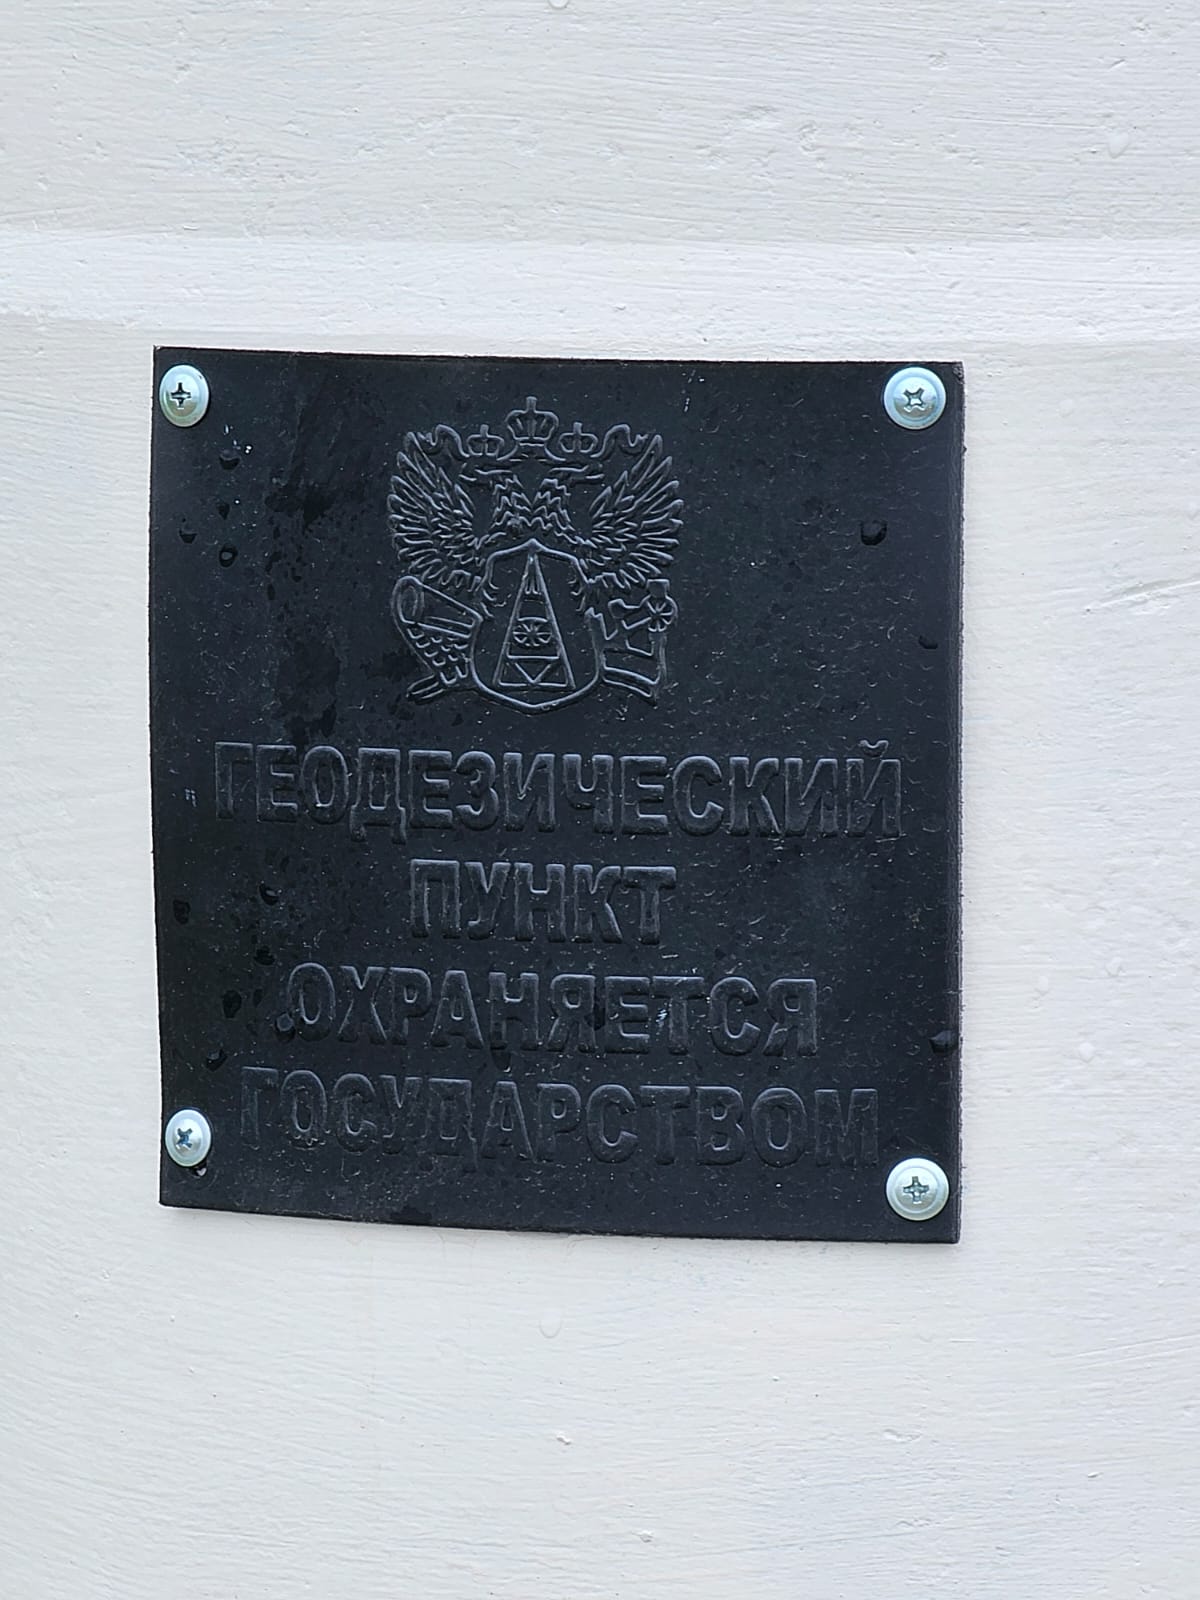 ГЕОДЕЗИЧЕСКИЙ
ПУНКТ
ОХРАНЯЕТСЯ
ГОСУДАРСТВОМ